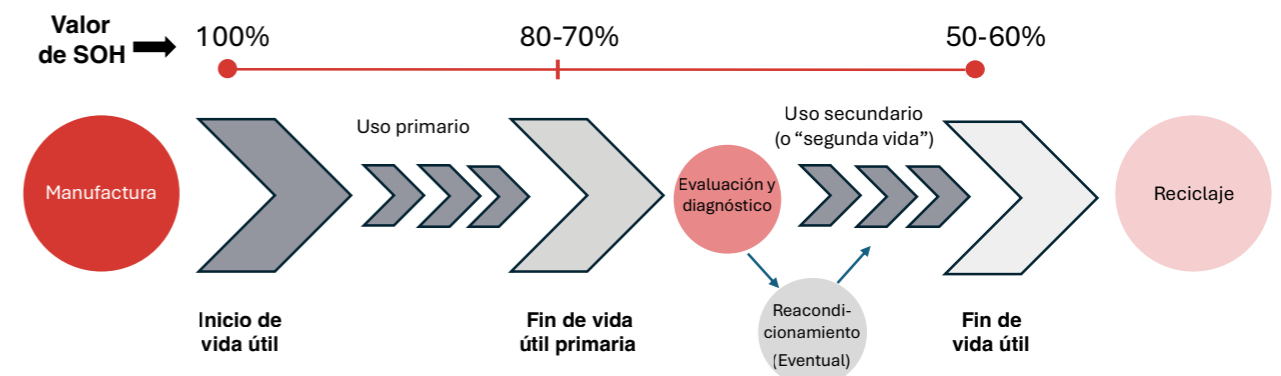 Valor
de SOH
100%
80-70%
50-60%
Manufactura
Uso primario
Evaluación y
diagnóstico
Uso secundario
(o “segunda vida”)
Reciclaje
Inicio de
vida útil
Fin de vida
útil primaria
Reacondi-
cionamiento
(Eventual)
Fin de
vida útil